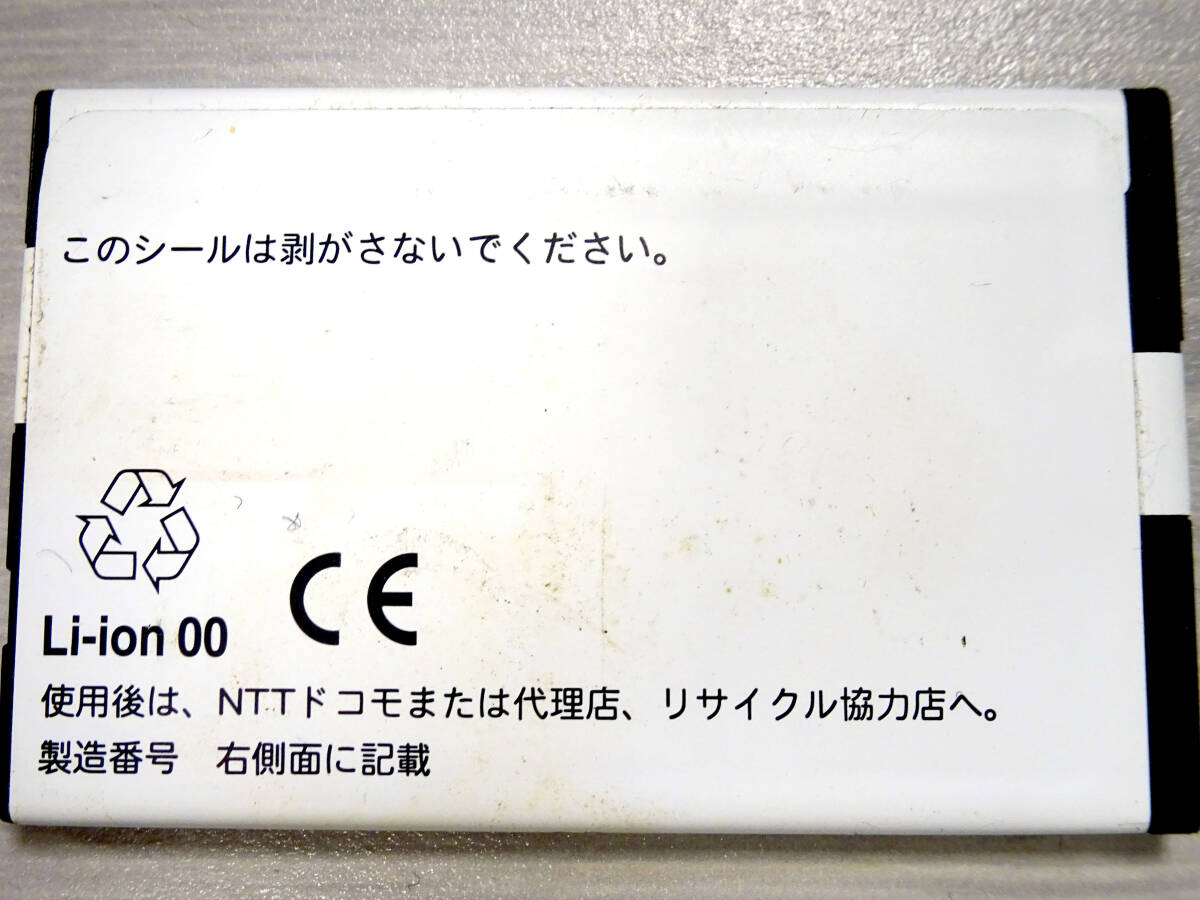 このシールは剥がさないでください。
Li-ion 00
CE
使用後は、NTTドコモまたは代理店、リサイクル協力店へ。
製造番号　右側面に記載